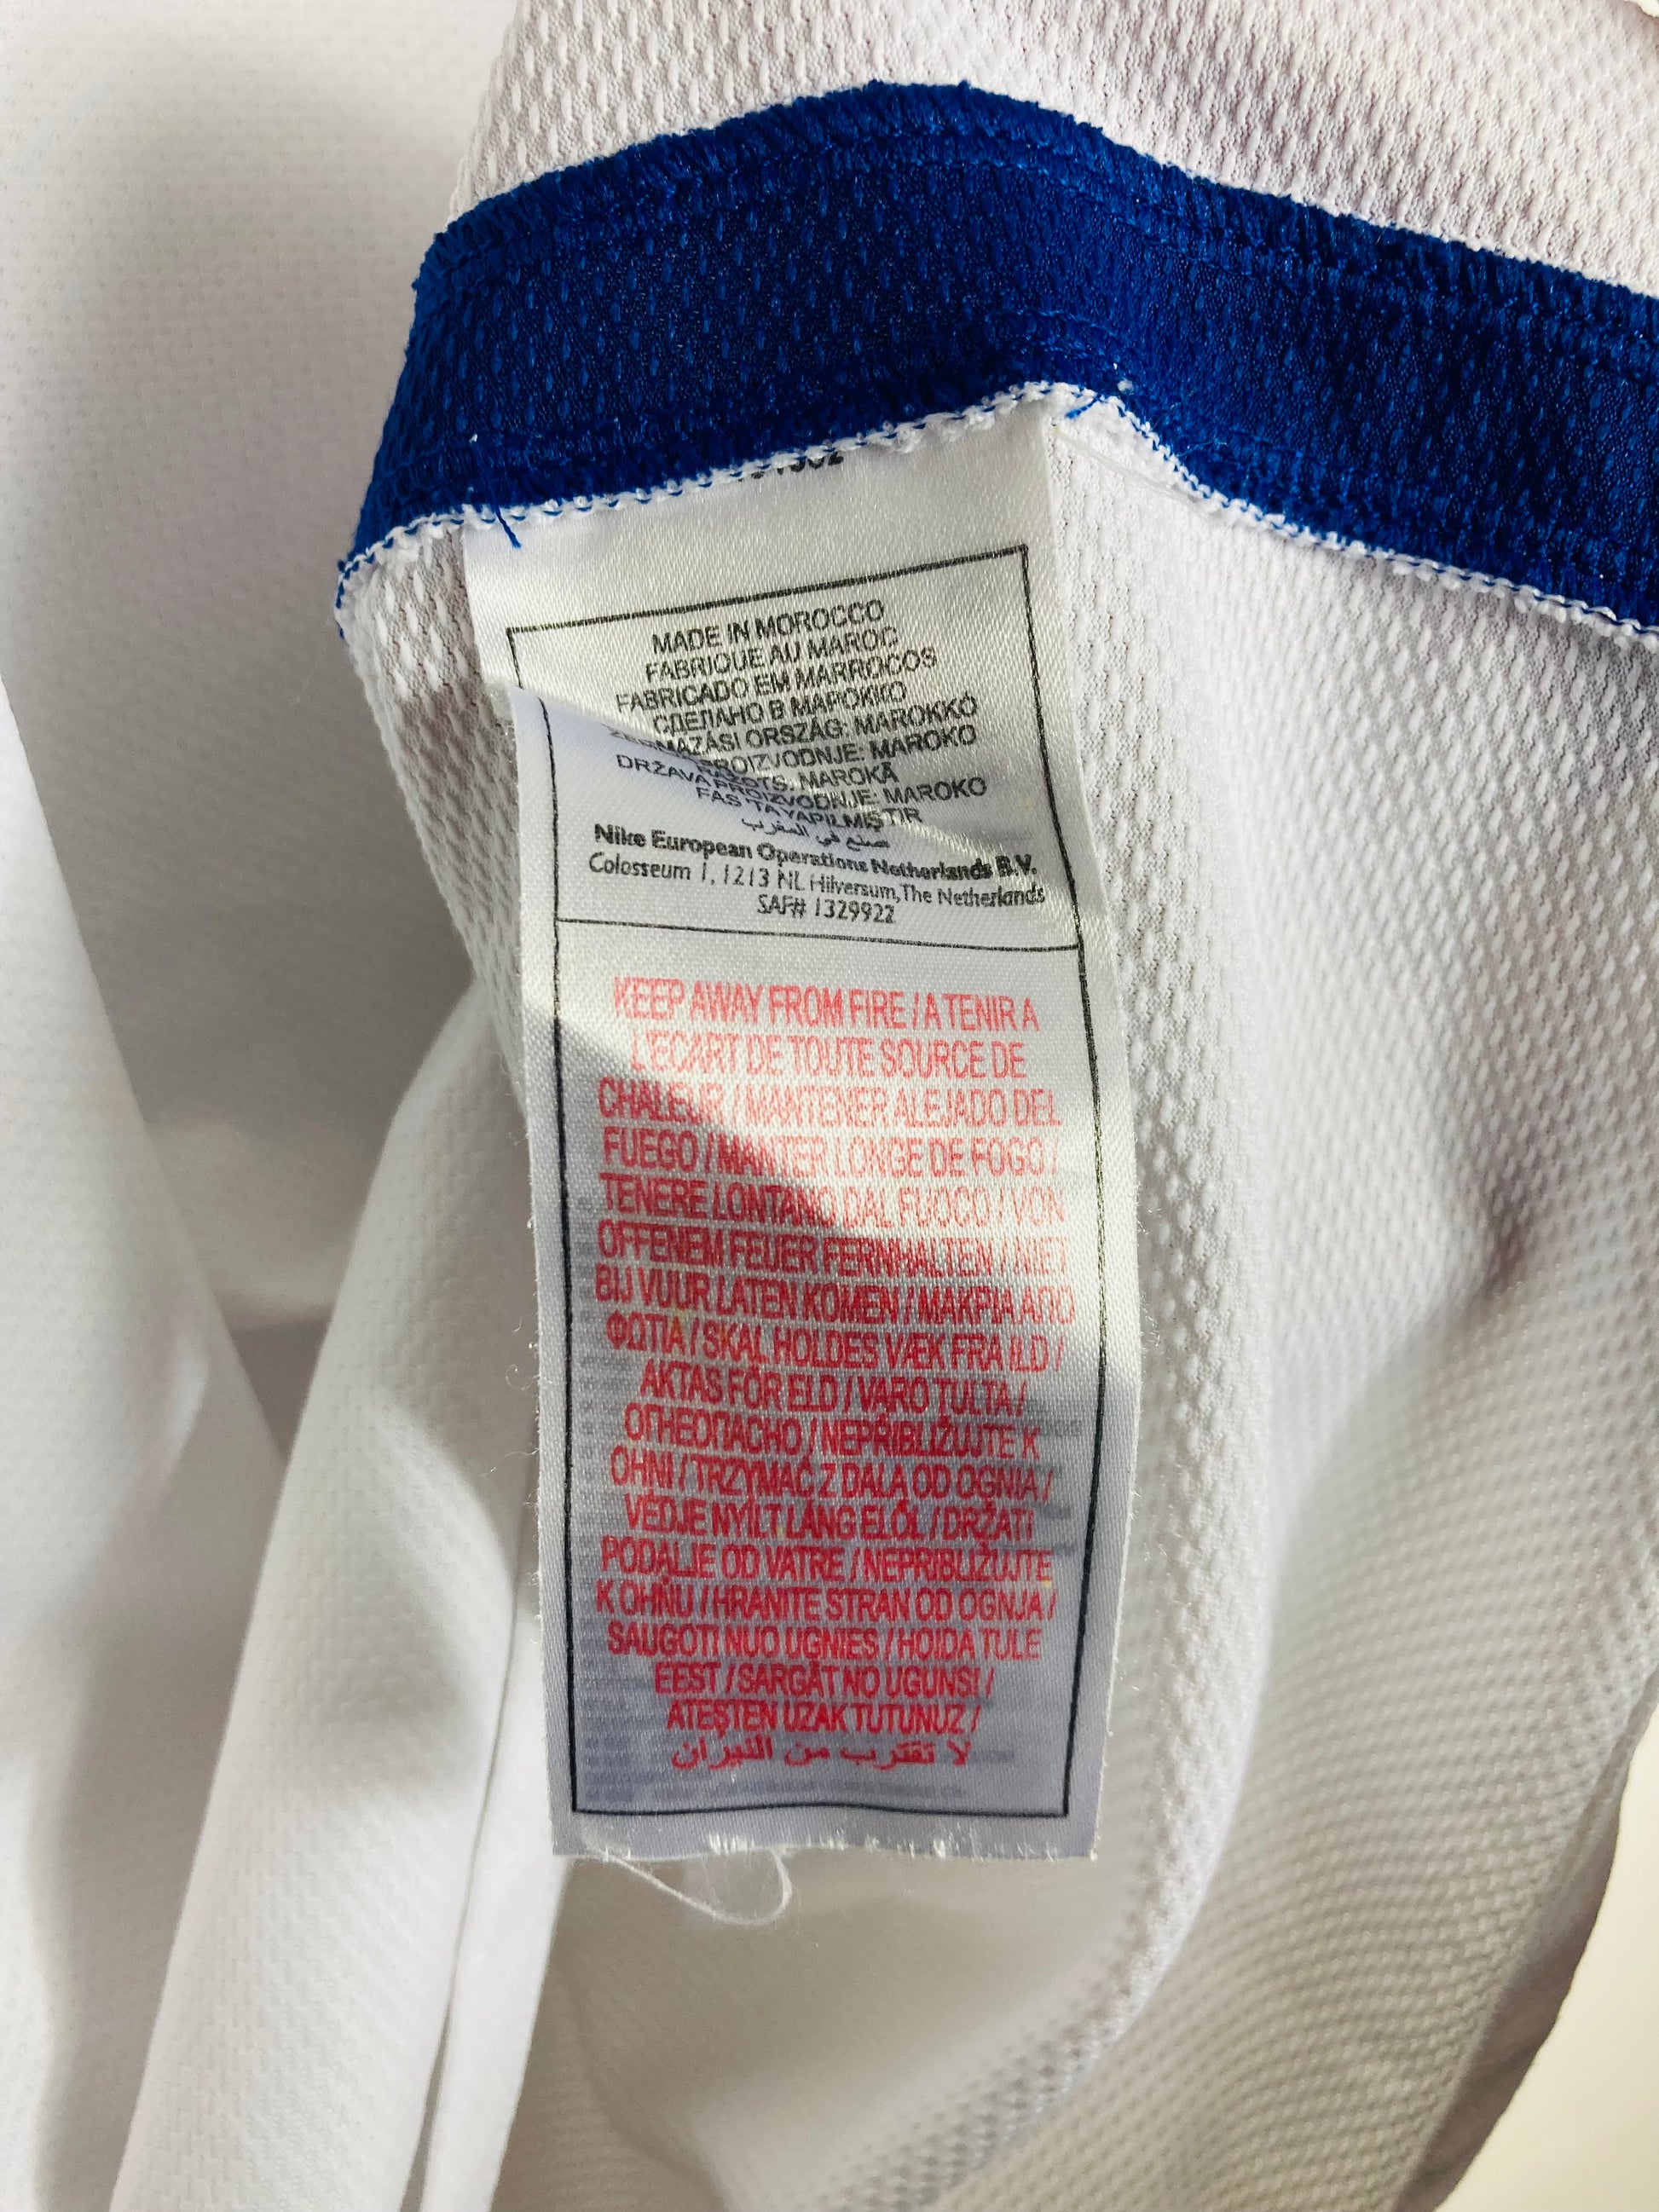 MADE IN MOROCCO
FABRIQUE AU MAROC
FABRICADO EM MARROCOS
СДЕЛАНО В МАРОККО
ORSZÁG: MAROKKÓ
PROIZVODNJE: MAROKO
RAŽOTS: MAROKĀ
DRŽAVA PROIZVODNJE: MAROKO
FAS 'TA YAPILMIŞTIR
صنع في المغرب
Nike European Operations Netherlands B.V.
Colosseum 1, 1213 NL Hilversum, The Netherlands
SAF# 1329922
KEEP AWAY FROM FIRE / A TENIR A
L'ECART DE TOUTE SOURCE DE
CHALEUR / MANTENER ALEJADO DEL
FUEGO / MANTER LONGE DE FOGO /
TENERE LONTANO DAL FUOCO / VON
OFFENEM FEUER FERNHALTEN / NIET
BIJ VUUR LATEN KOMEN / ΜΑΚΡΙΑ ΑΠΟ
ΦΩΤΙΑ / SKAL HOLDES VÆK FRA ILD /
AKTAS FÖR ELD / VARO TULTA /
ОГНЕОПАСНО / NEPŘIBLIŽUJTE K
OHNI / TRZYMAĆ Z DALA OD OGNIA /
VÉDJE NYÍLT LÁNG ELŐL / DRŽATI
PODALJE OD VATRE / NEPRIBLIŽUJTE
K OHŇU / HRANITE STRAN OD OGNJA /
SAUGOTI NUO UGNIES / HOIDA TULE
EEST / SARGĀT NO UGUNS! /
ATEŞTEN UZAK TUTUNUZ /
لا تقترب من النيران